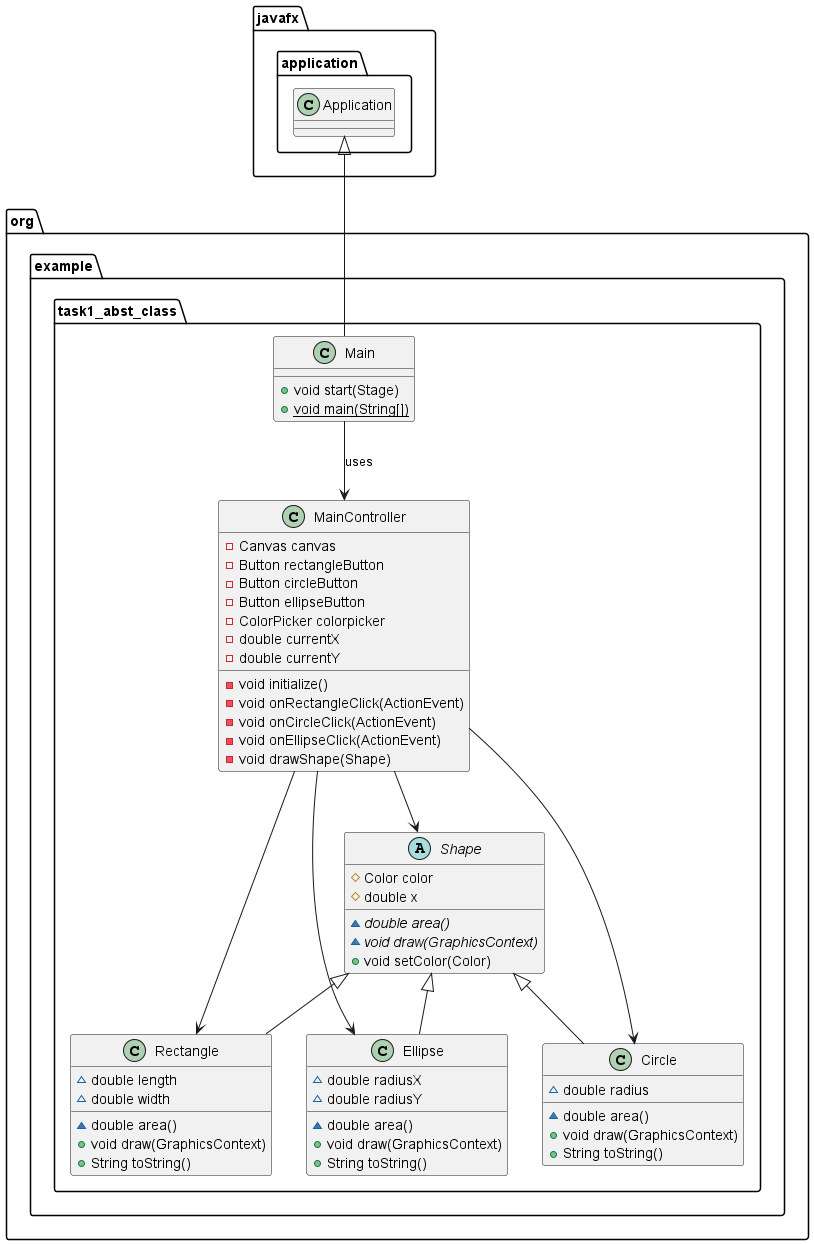 javafx
application
C Application
org
example
task1_abst_class
C Main
void start(Stage)
void main(String[])
uses
C MainController
Canvas canvas
Button rectangleButton
Button circleButton
Button ellipseButton
ColorPicker colorpicker
double currentX
double currentY
void initialize()
void onRectangleClick(ActionEvent)
void onCircleClick(ActionEvent)
void onEllipseClick(ActionEvent)
void drawShape(Shape)
A Shape
Color color
double x
double area()
void draw(GraphicsContext)
void setColor(Color)
C Rectangle
double length
double width
double area()
void draw(GraphicsContext)
String toString()
C Ellipse
double radiusX
double radiusY
double area()
void draw(GraphicsContext)
String toString()
C Circle
double radius
double area()
void draw(GraphicsContext)
String toString()